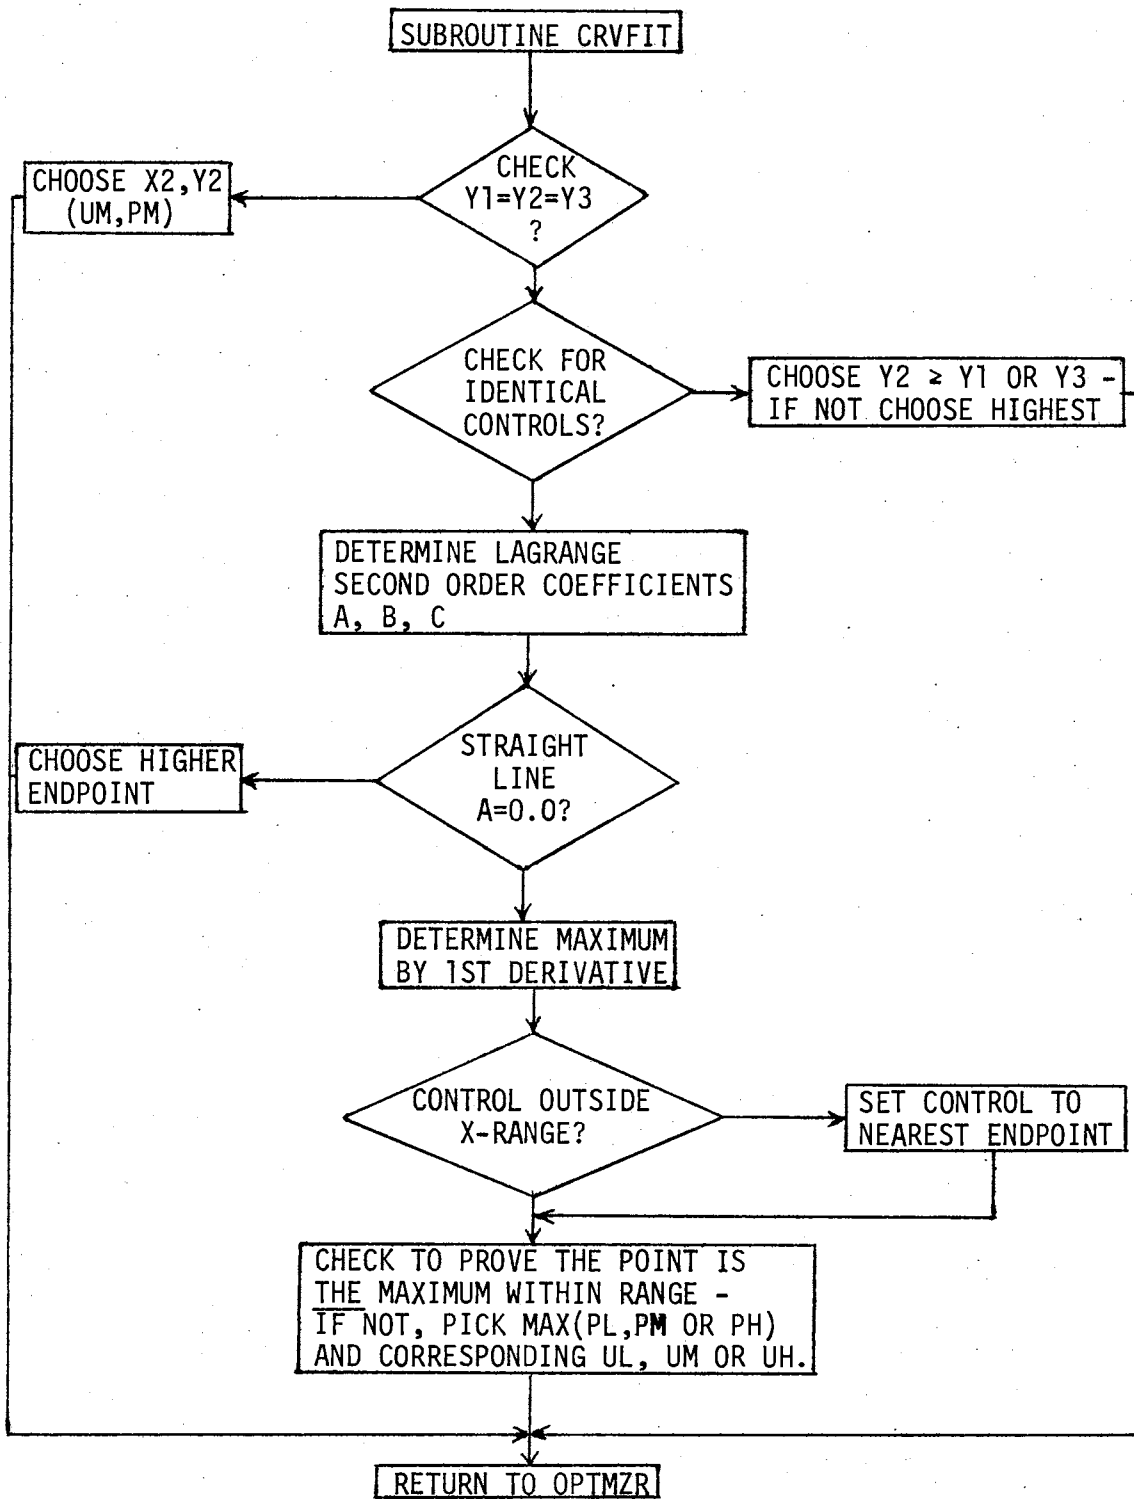 SUBROUTINE CRVFIT
CHECK
Y1=Y2=Y3
?
CHOOSE X2,Y2
(UM,PM)
CHECK FOR
IDENTICAL
CONTROLS?
CHOOSE Y2 ≥ Y1 OR Y3 -
IF NOT CHOOSE HIGHEST
DETERMINE LAGRANGE
SECOND ORDER COEFFICIENTS
A, B, C
STRAIGHT
LINE
A=0.0?
CHOOSE HIGHER
ENDPOINT
DETERMINE MAXIMUM
BY 1ST DERIVATIVE
CONTROL OUTSIDE
X-RANGE?
SET CONTROL TO
NEAREST ENDPOINT
CHECK TO PROVE THE POINT IS
THE MAXIMUM WITHIN RANGE -
IF NOT, PICK MAX(PL,PM OR PH)
AND CORRESPONDING UL, UM OR UH.
RETURN TO OPTMZR